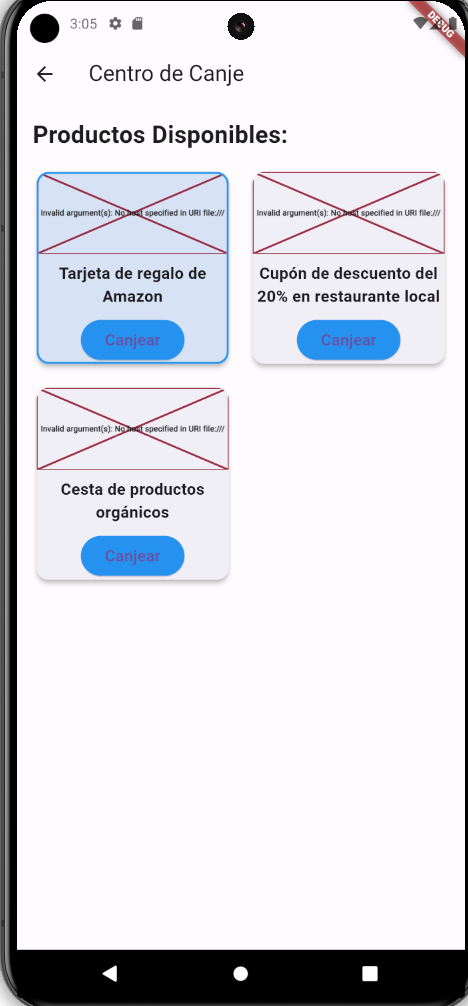 3:05
DEBUG
Centro de Canje
Productos Disponibles:
Invalid argument(s): No host specified in URI file:///
Invalid argument(s): No host specified in URI file:///
Tarjeta de regalo de
Amazon
Cupón de descuento del
20% en restaurante local
Canjear
Canjear
Invalid argument(s): No host specified in URI file:///
Cesta de productos
orgánicos
Canjear